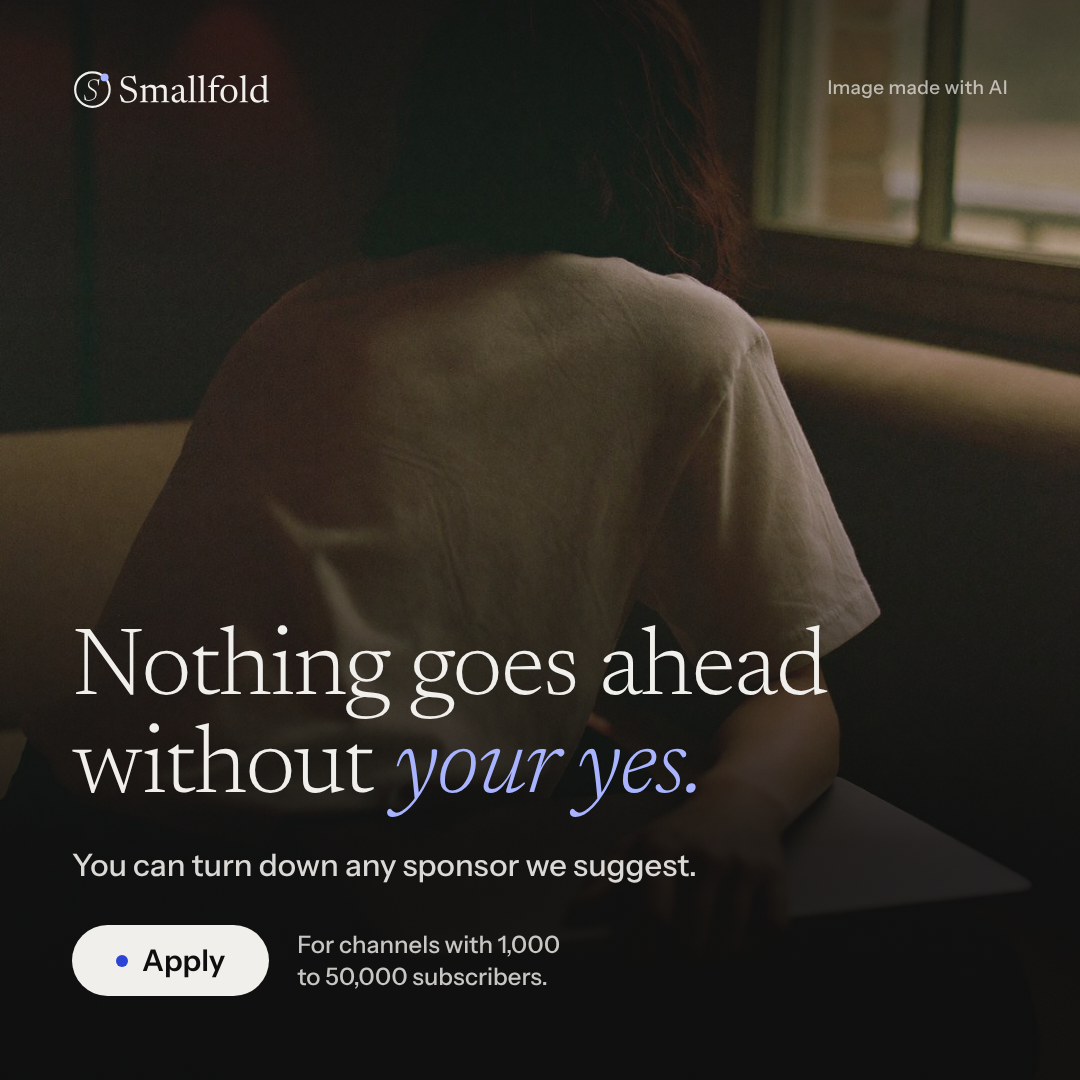 Smallfold
Image made with AI
Nothing goes ahead
without your yes.
You can turn down any sponsor we suggest.
Apply
For channels with 1,000
to 50,000 subscribers.